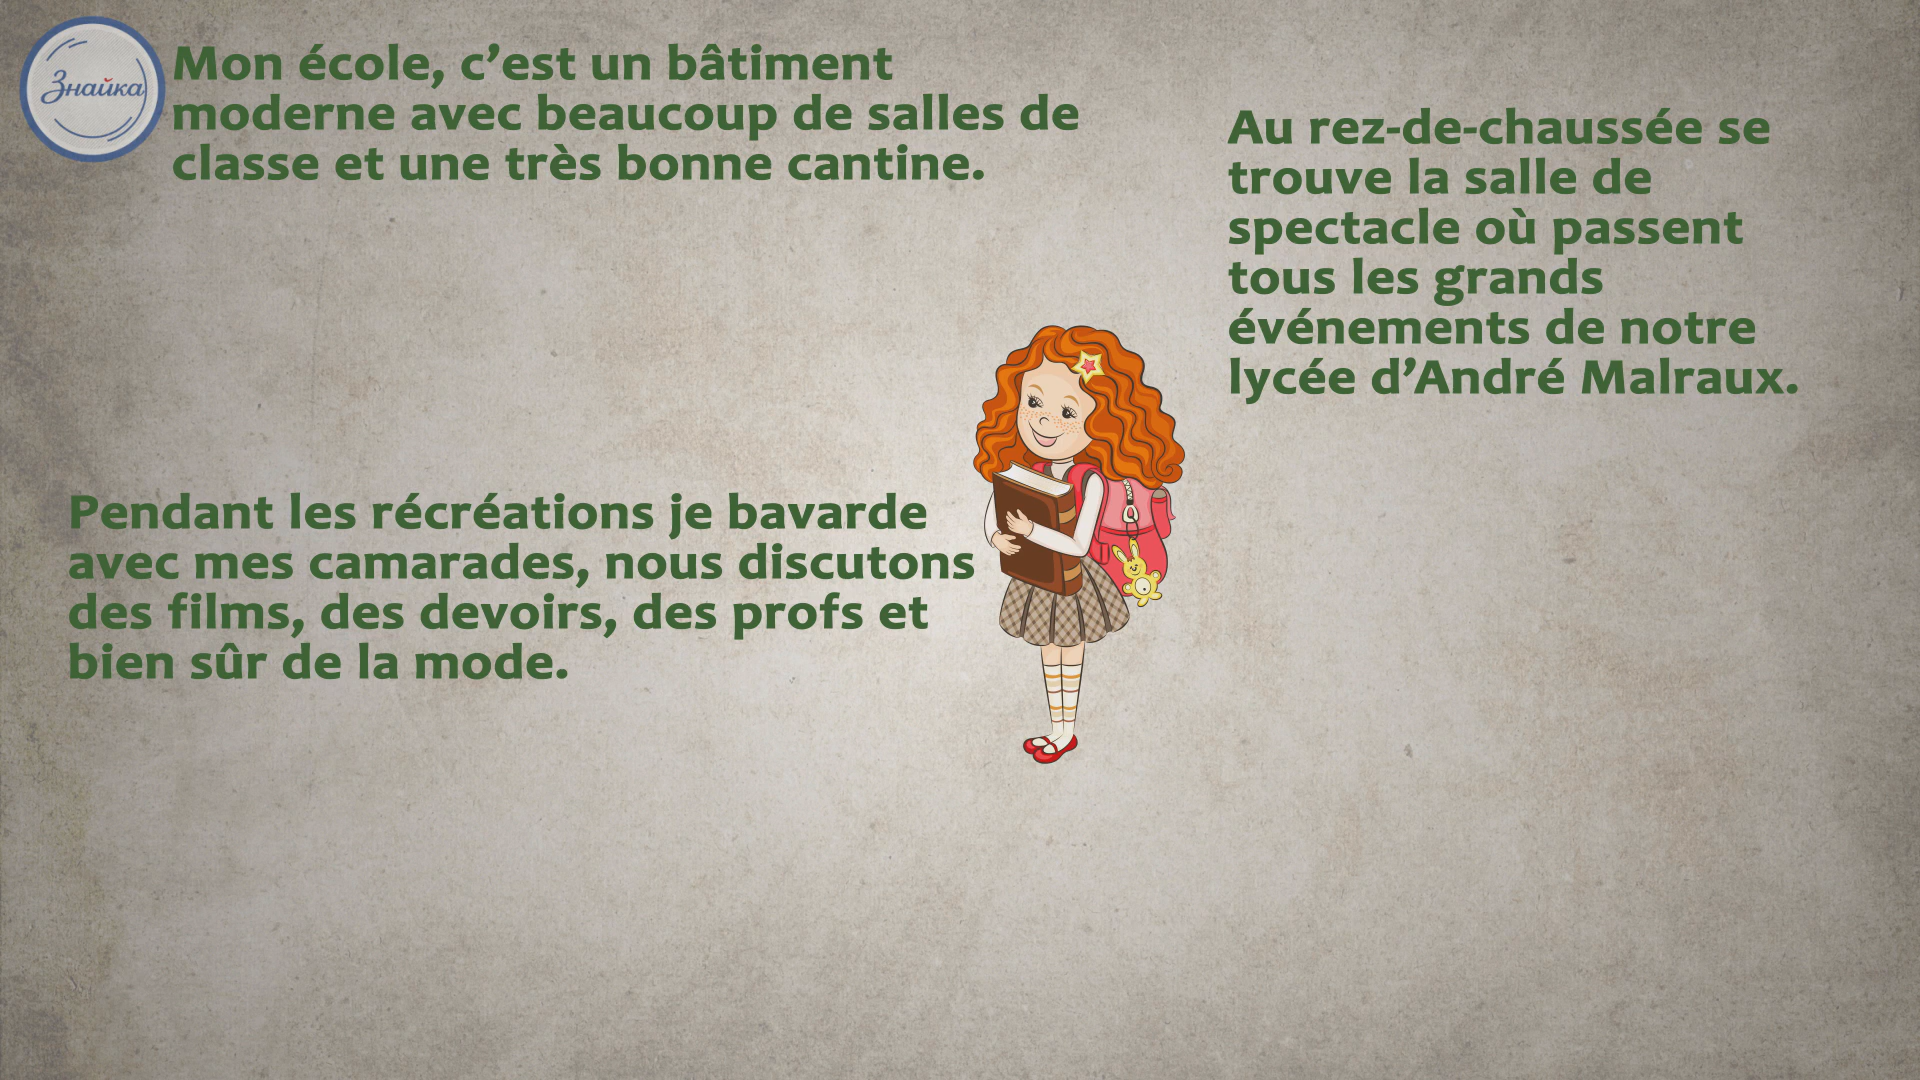 Знайка
Mon école, c’est un bâtiment
moderne avec beaucoup de salles de
classe et une très bonne cantine.
Au rez-de-chaussée se
trouve la salle de
spectacle où passent
tous les grands
événements de notre
lycée d’André Malraux.
Pendant les récréations je bavarde
avec mes camarades, nous discutons
des films, des devoirs, des profs et
bien sûr de la mode.